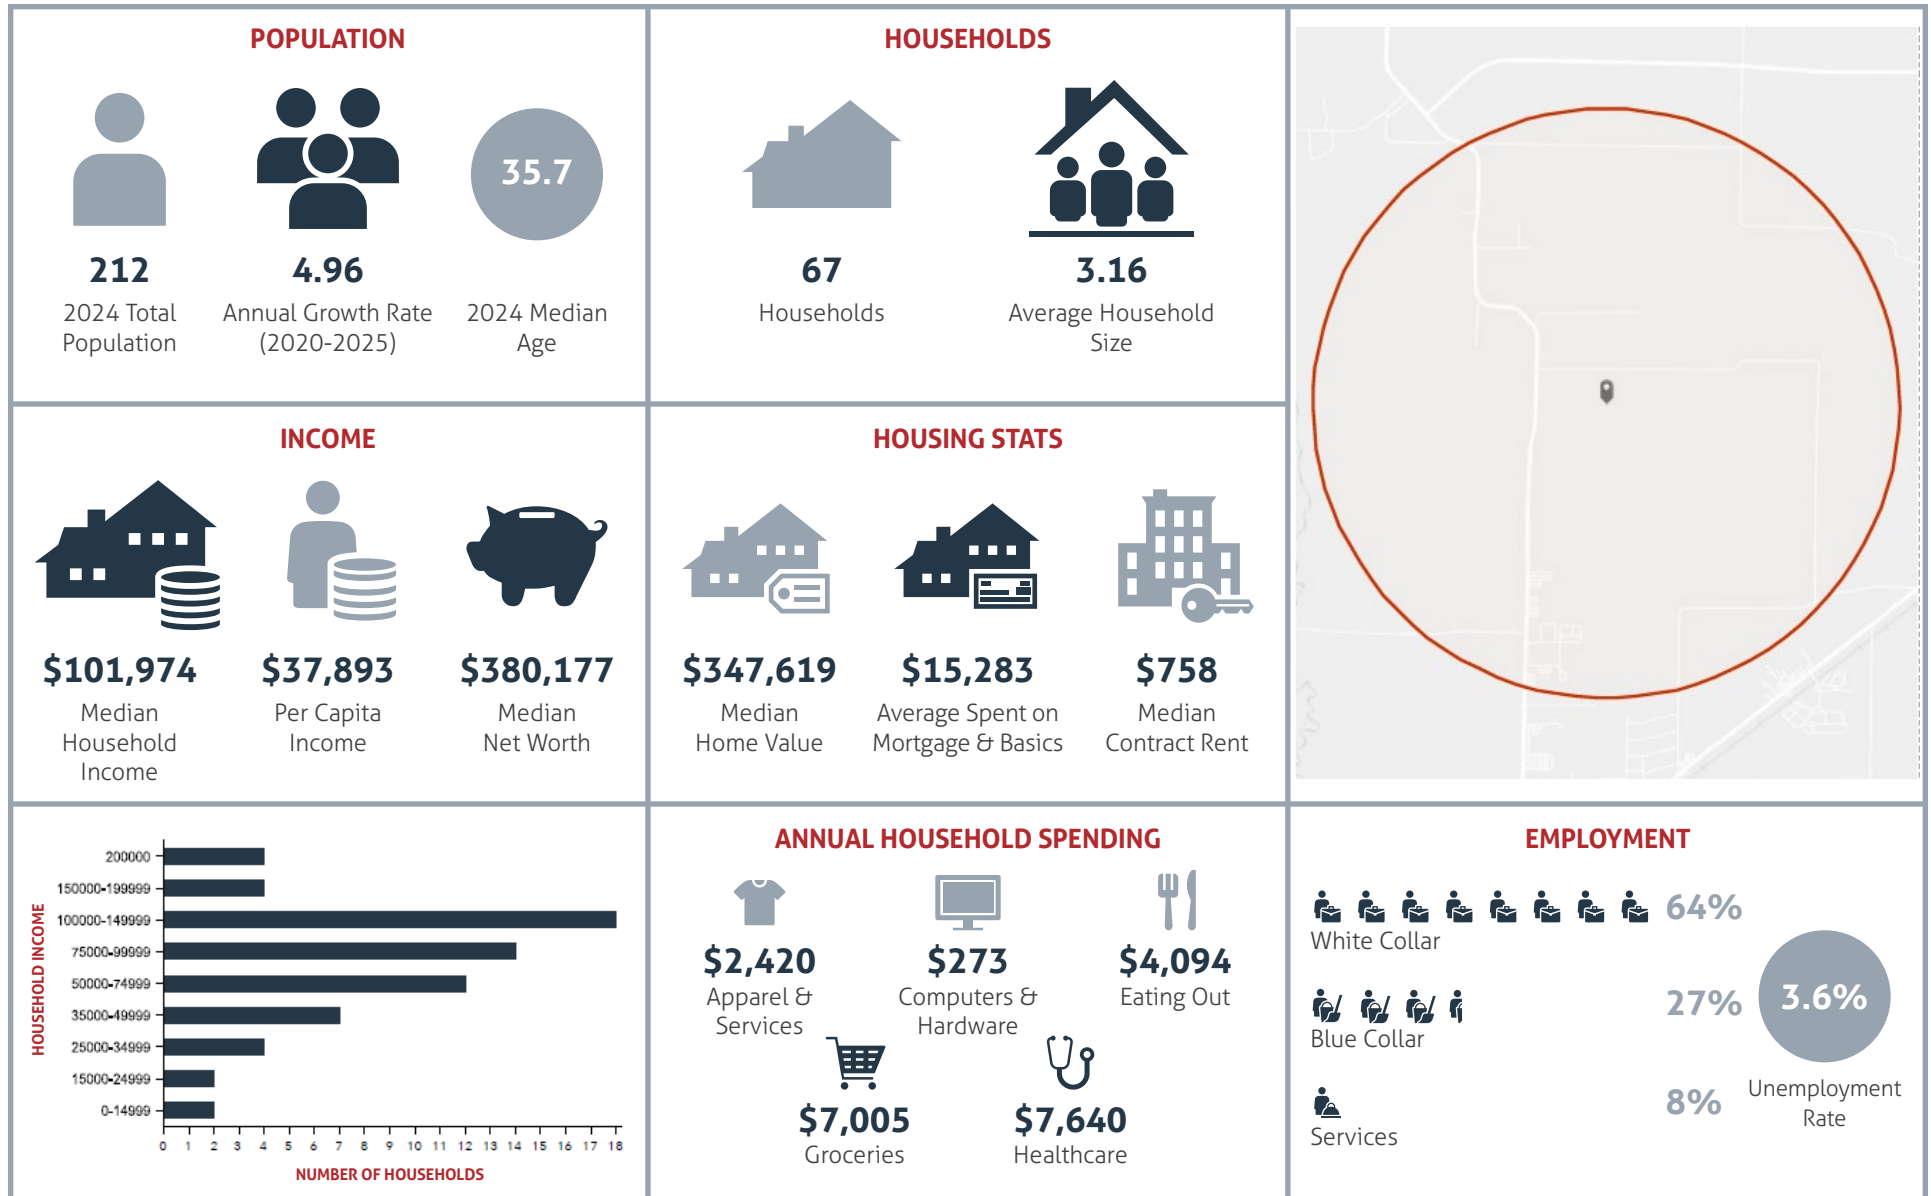 POPULATION
35.7
212
2024 Total
Population
4.96
Annual Growth Rate
(2020-2025)
2024 Median
Age
HOUSEHOLDS
67
Households
3.16
Average Household
Size
INCOME
$101,974
Median
Household
Income
$37,893
Per Capita
Income
$380,177
Median
Net Worth
HOUSING STATS
$347,619
Median
Home Value
$15,283
Average Spent on
Mortgage & Basics
$758
Median
Contract Rent
HOUSEHOLD INCOME
200000
150000-199999
100000-149999
75000-99999
50000-74999
35000-49999
25000-34999
15000-24999
0-14999
0 1 2 3 4 5 6 7 8 9 10 11 12 13 14 15 16 17 18
NUMBER OF HOUSEHOLDS
ANNUAL HOUSEHOLD SPENDING
$2,420
Apparel &
Services
$273
Computers &
Hardware
$4,094
Eating Out
$7,005
Groceries
$7,640
Healthcare
EMPLOYMENT
64%
White Collar
27%
Blue Collar
8%
Services
3.6%
Unemployment
Rate